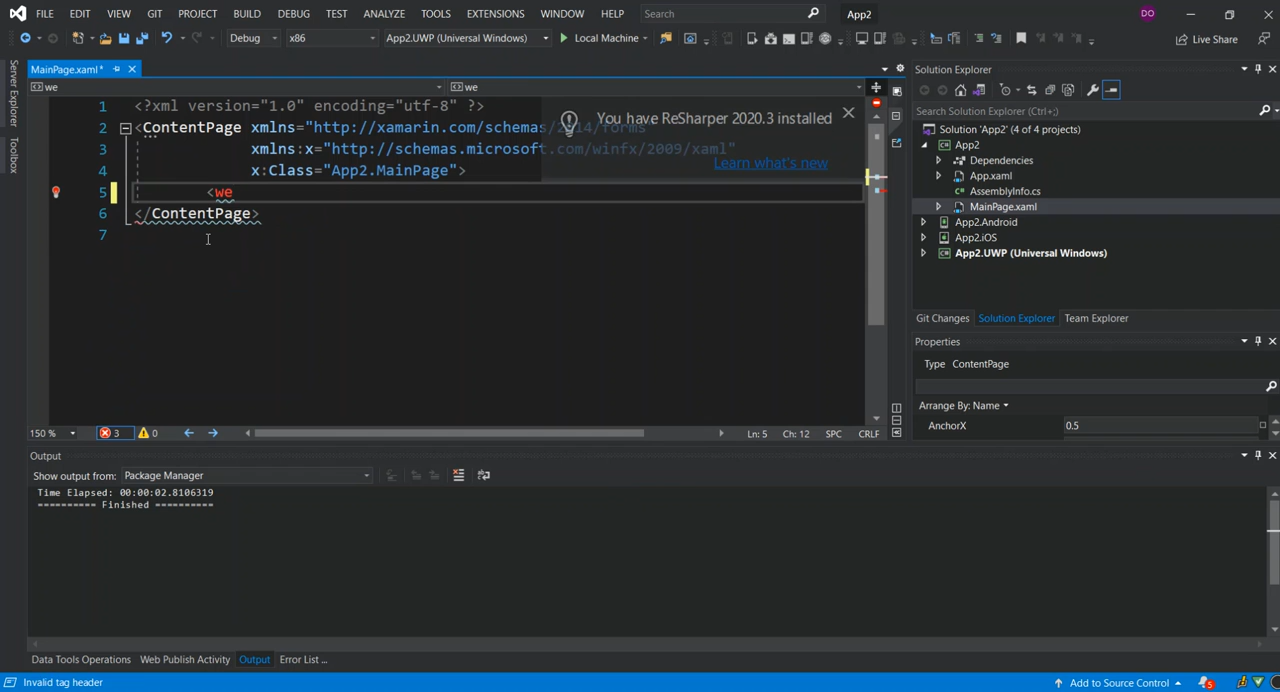 FILE EDIT VIEW GIT PROJECT BUILD DEBUG TEST ANALYZE TOOLS EXTENSIONS WINDOW HELP Search App2 DO
Debug x86 App2.UWP (Universal Windows) Local Machine Live Share
Server Explorer
Toolbox
MainPage.xaml*
we we
1 <?xml version="1.0" encoding="utf-8" ?>
2 <ContentPage xmlns="http://xamarin.com/schemas/2014/forms"
3 xmlns:x="http://schemas.microsoft.com/winfx/2009/xaml"
4 x:Class="App2.MainPage">
5 <we
6 </ContentPage>
7
You have ReSharper 2020.3 installed
Learn what's new
150 % 3 0 Ln: 5 Ch: 12 SPC CRLF
Solution Explorer
Search Solution Explorer (Ctrl+;)
Solution 'App2' (4 of 4 projects)
App2
Dependencies
App.xaml
AssemblyInfo.cs
MainPage.xaml
App2.Android
App2.iOS
App2.UWP (Universal Windows)
Git Changes Solution Explorer Team Explorer
Properties
Type ContentPage
Arrange By: Name
AnchorX 0.5
Output
Show output from: Package Manager
Time Elapsed: 00:00:02.8106319
========== Finished ==========
Data Tools Operations Web Publish Activity Output Error List ...
Invalid tag header Add to Source Control 5